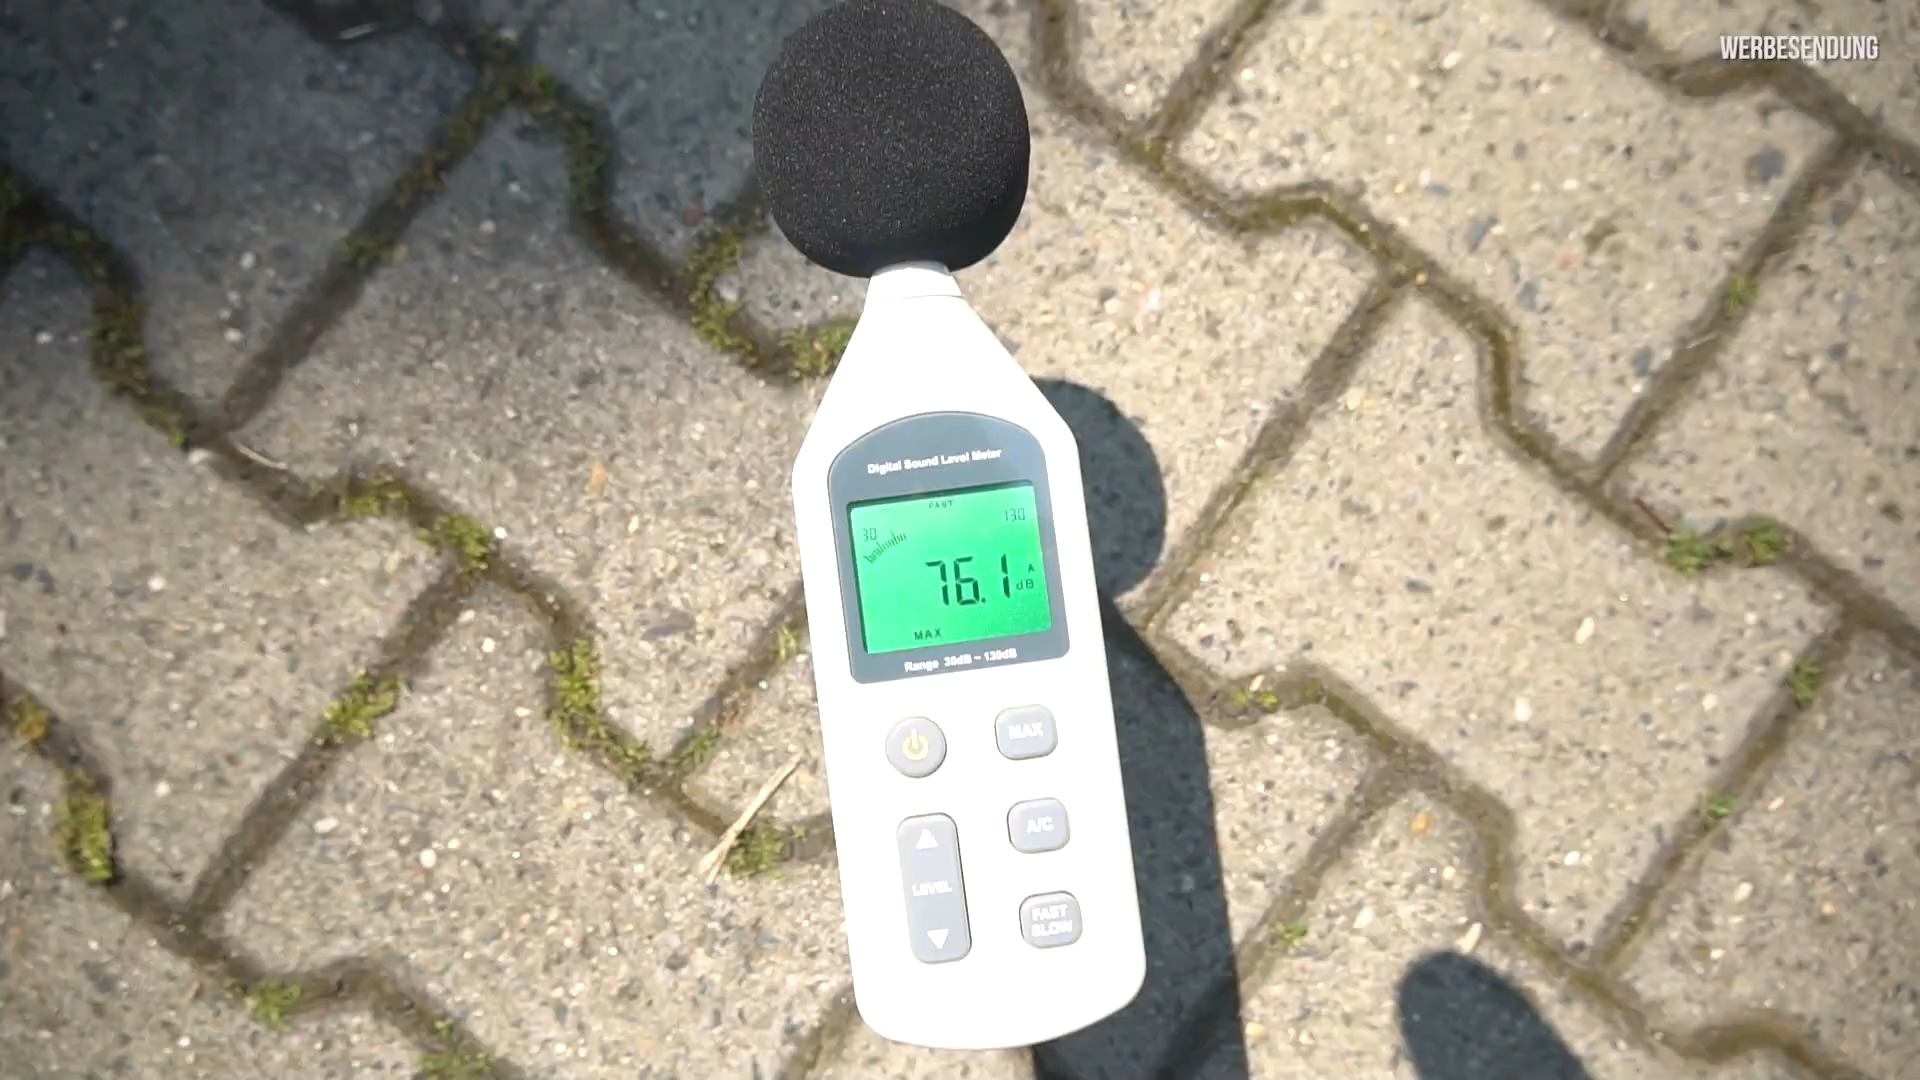 WERBESENDUNG
Digital Sound Level Meter
FAST
30
130
76.1
A
dB
MAX
Range 30dB ~ 130dB
MAX
A/C
LEVEL
FAST
SLOW